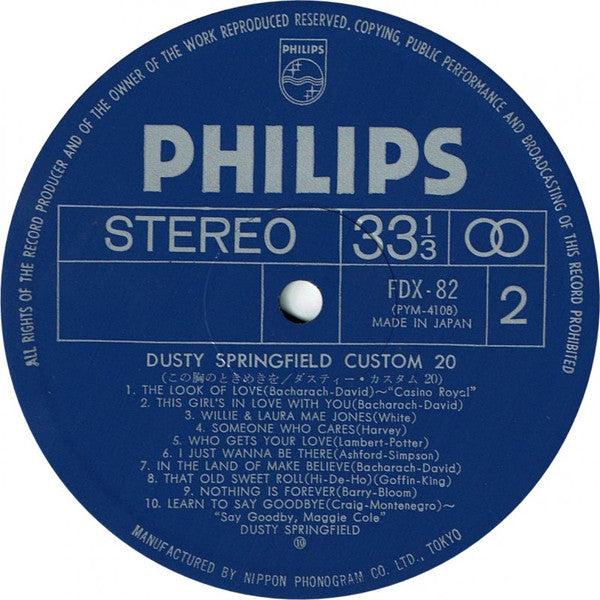 ALL RIGHTS OF THE RECORD PRODUCER AND OF THE OWNER OF THE WORK REPRODUCED RESERVED. COPYING, PUBLIC PERFORMANCE AND BROADCASTING OF THIS RECORD PROHIBITED
PHILIPS
PHILIPS
STEREO 33 1/3
FDX-82 2
(PYM-4108)
MADE IN JAPAN
DUSTY SPRINGFIELD CUSTOM 20
(この胸のときめきを/ダスティー・カスタム 20)
1. THE LOOK OF LOVE(Bacharach-David)~"Casino Royal"
2. THIS GIRL'S IN LOVE WITH YOU(Bacharach-David)
3. WILLIE & LAURA MAE JONES(White)
4. SOMEONE WHO CARES(Harvey)
5. WHO GETS YOUR LOVE(Lambert-Potter)
6. I JUST WANNA BE THERE(Ashford-Simpson)
7. IN THE LAND OF MAKE BELIEVE(Bacharach-David)
8. THAT OLD SWEET ROLL(Hi-De-Ho)(Goffin-King)
9. NOTHING IS FOREVER(Barry-Bloom)
10. LEARN TO SAY GOODBYE(Craig-Montenegro)~
"Say Goodby, Maggie Cole"
DUSTY SPRINGFIELD
⑩
MANUFACTURED BY NIPPON PHONOGRAM CO. LTD., TOKYO